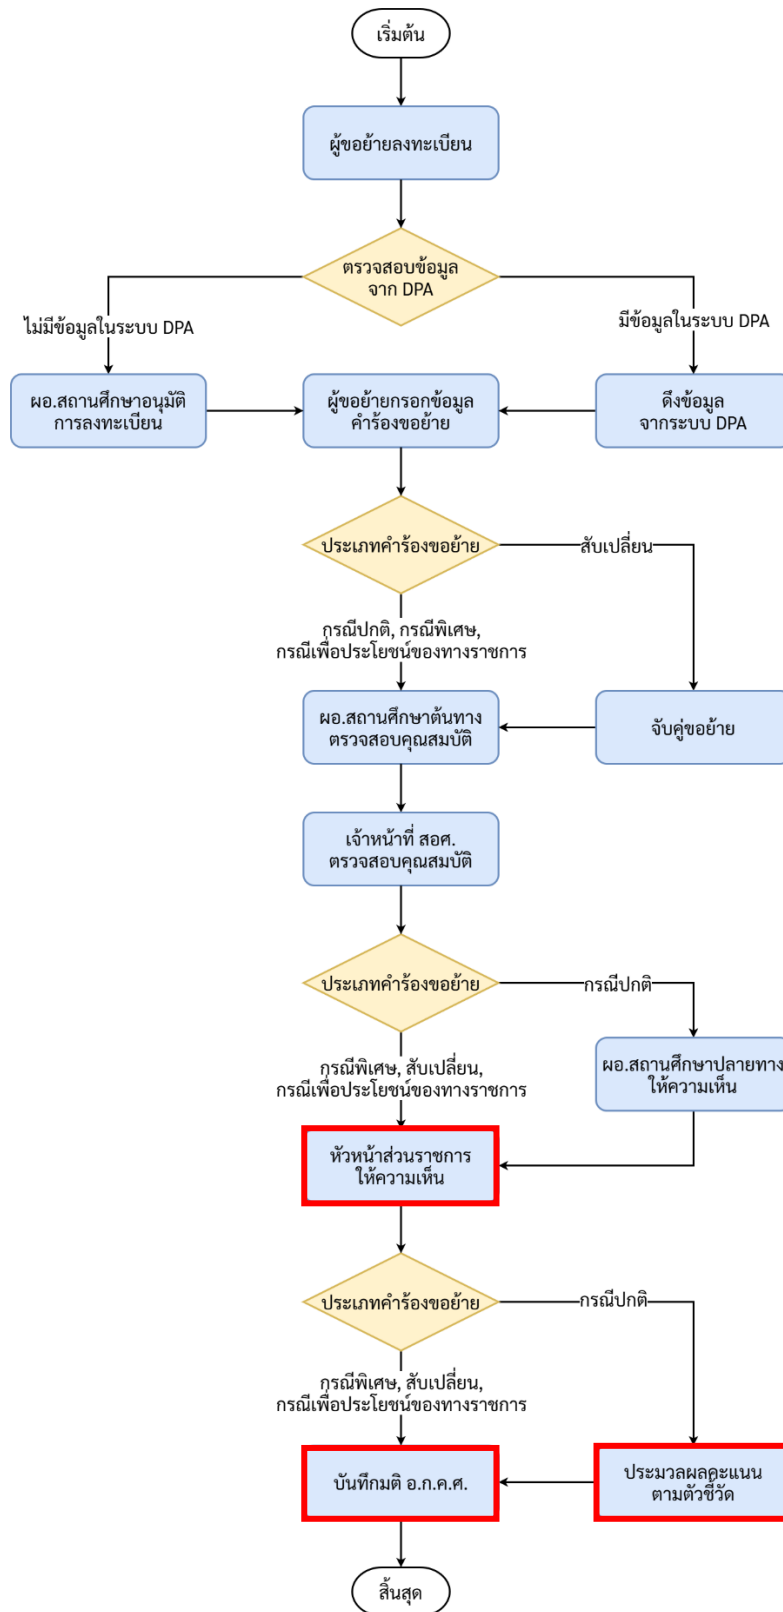 เริ่มต้น
ผู้ขอย้ายลงทะเบียน
ตรวจสอบข้อมูล
จาก DPA
ไม่มีข้อมูลในระบบ DPA
มีข้อมูลในระบบ DPA
ผอ.สถานศึกษาอนุมัติ
การลงทะเบียน
ผู้ขอย้ายกรอกข้อมูล
คำร้องขอย้าย
ดึงข้อมูล
จากระบบ DPA
ประเภทคำร้องขอย้าย
สับเปลี่ยน
กรณีปกติ, กรณีพิเศษ,
กรณีเพื่อประโยชน์ของทางราชการ
ผอ.สถานศึกษาต้นทาง
ตรวจสอบคุณสมบัติ
จับคู่ขอย้าย
เจ้าหน้าที่ สอศ.
ตรวจสอบคุณสมบัติ
ประเภทคำร้องขอย้าย
กรณีปกติ
กรณีพิเศษ, สับเปลี่ยน,
กรณีเพื่อประโยชน์ของทางราชการ
ผอ.สถานศึกษาปลายทาง
ให้ความเห็น
หัวหน้าส่วนราชการ
ให้ความเห็น
ประเภทคำร้องขอย้าย
กรณีปกติ
กรณีพิเศษ, สับเปลี่ยน,
กรณีเพื่อประโยชน์ของทางราชการ
บันทึกมติ อ.ก.ค.ศ.
ประมวลผลคะแนน
ตามตัวชี้วัด
สิ้นสุด